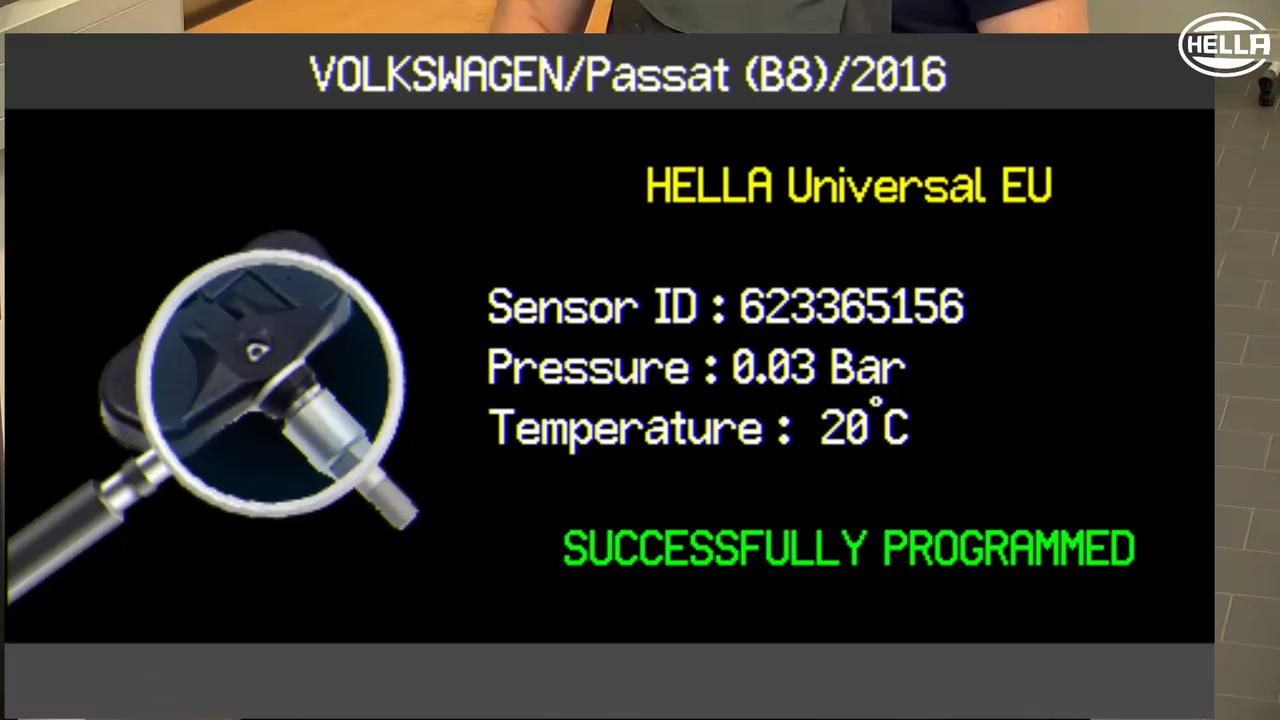 HELLA
VOLKSWAGEN/Passat (B8)/2016
HELLA Universal EU
Sensor ID : 623365156
Pressure : 0.03 Bar
Temperature : 20°C
SUCCESSFULLY PROGRAMMED